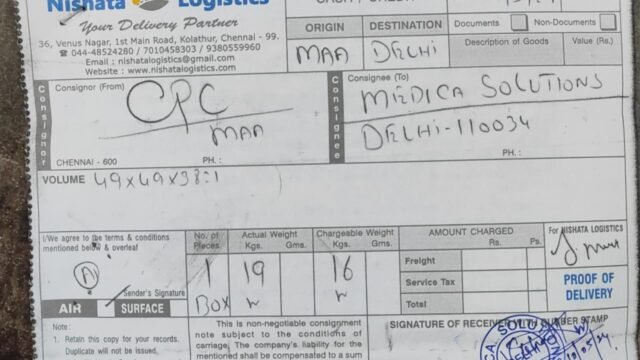 Nishata Logistics
Your Delivery Partner
36, Venus Nagar, 1st Main Road, Kolathur, Chennai - 99.
☎ 044-48524280 / 7010458303 / 9380559960
Email : nishatalogistics@gmail.com
Website : www.nishatalogistics.com
ORIGIN DESTINATION
MAA DELHI
Documents Non-Documents
Description of Goods Value (Rs.)
Consignor
Consignor (From)
CPC
MAA
CHENNAI - 600 PH. :
Consignee
Consignee (To)
MEDICA SOLUTIONS
DELHI-110034
PH. :
VOLUME 49x49x38:1
I/We agree to the terms & conditions
mentioned below & overleaf
A
Sender's Signature
AIR SURFACE
No. of Pieces
1
BOX
Actual Weight
Kgs. Gms.
19
Chargeable Weight
Kgs. Gms.
16
AMOUNT CHARGED
Rs. Ps.
Freight
Service Tax
Total
For NISHATA LOGISTICS
PROOF OF
DELIVERY
Note :
1. Retain this copy for your records.
Duplicate will not be issued.
This is non-negotiable consignment
note subject to the conditions of
carriage. The company's liability for
the mentioned shall be compensated to a sum
SIGNATURE OF RECEIVER WITH RUBBER STAMP